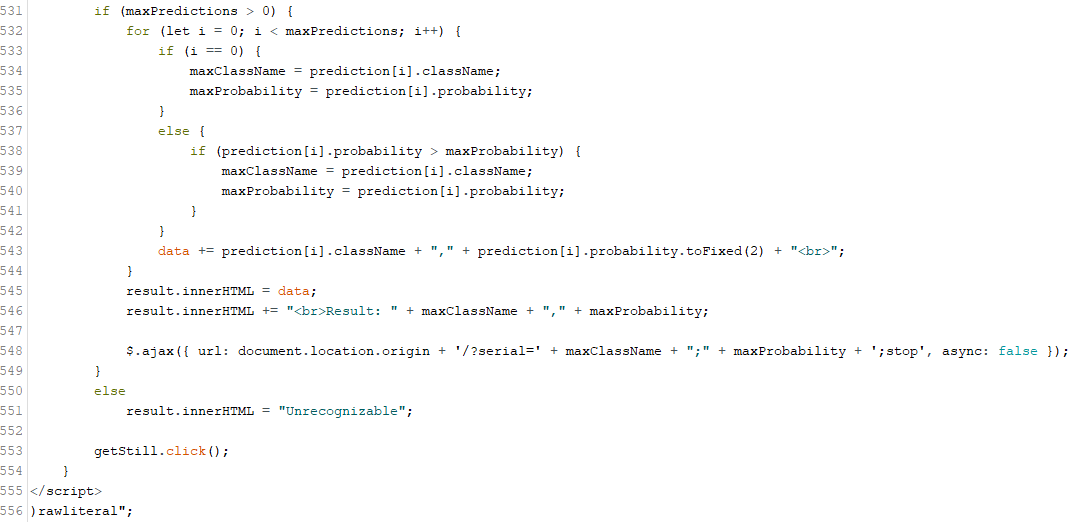 531         if (maxPredictions > 0) {
532             for (let i = 0; i < maxPredictions; i++) {
533                 if (i == 0) {
534                     maxClassName = prediction[i].className;
535                     maxProbability = prediction[i].probability;
536                 }
537                 else {
538                     if (prediction[i].probability > maxProbability) {
539                         maxClassName = prediction[i].className;
540                         maxProbability = prediction[i].probability;
541                     }
542                 }
543                 data += prediction[i].className + "," + prediction[i].probability.toFixed(2) + "<br>";
544             }
545             result.innerHTML = data;
546             result.innerHTML += "<br>Result: " + maxClassName + "," + maxProbability;
547
548             $.ajax({ url: document.location.origin + '/?serial=' + maxClassName + ";" + maxProbability + ';stop', async: false });
549         }
550         else
551             result.innerHTML = "Unrecognizable";
552
553         getStill.click();
554     }
555 </script>
556 )rawliteral";